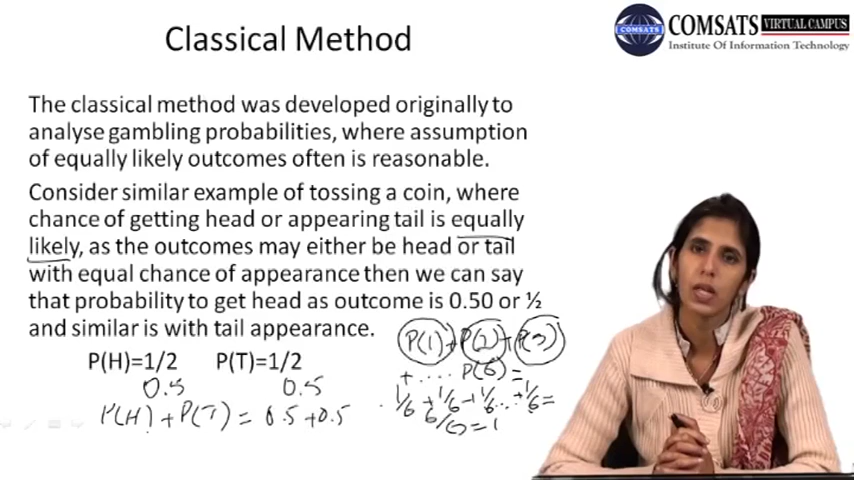 Classical Method
COMSATS
COMSATS VIRTUAL CAMPUS
Institute Of Information Technology
The classical method was developed originally to
analyse gambling probabilities, where assumption
of equally likely outcomes often is reasonable.
Consider similar example of tossing a coin, where
chance of getting head or appearing tail is equally
likely, as the outcomes may either be head or tail
with equal chance of appearance then we can say
that probability to get head as outcome is 0.50 or ½
and similar is with tail appearance.
P(H)=1/2 P(T)=1/2
0.5 0.5
P(H)+P(T) = 0.5+0.5
P(1)+P(2)+P(3)
+.... P(6) =
1/6 + 1/6 + 1/6 ... + 1/6 =
6/6 = 1